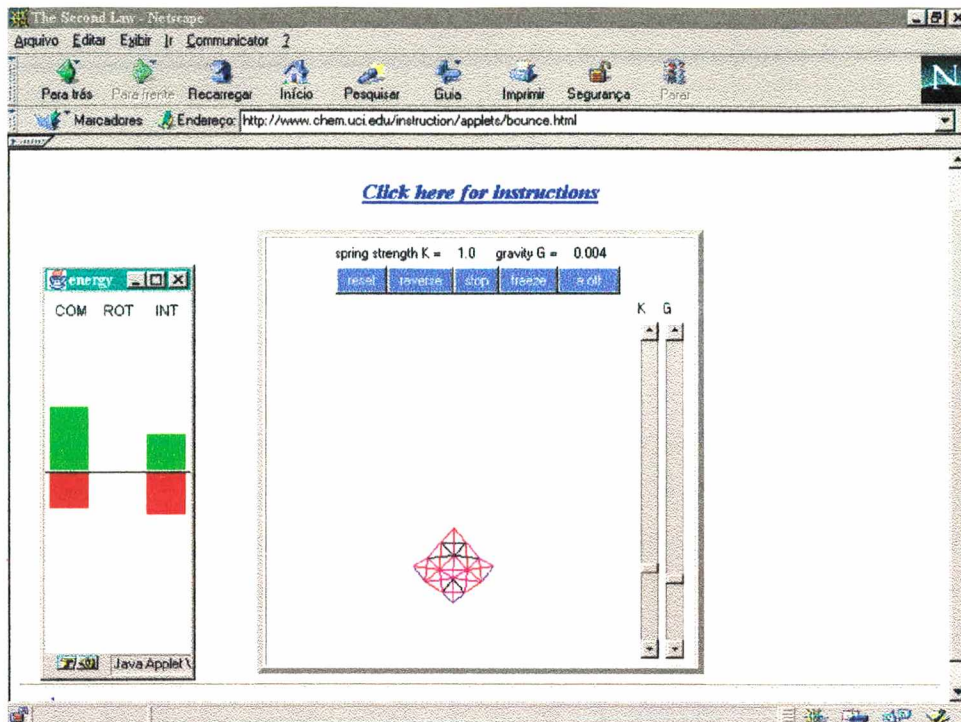 The Second Law - Netscape
Arquivo Editar Exibir Ir Communicator ?
Para trás Para frente Recarregar Início Pesquisar Guia Imprimir Segurança Parar
N
Marcadores Endereço: http://www.chem.uci.edu/instruction/applets/bounce.html
Click here for instructions
spring strength K = 1.0 gravity G = 0.004
reset reverse stop freeze e off
K G
energy
COM ROT INT
Java Applet